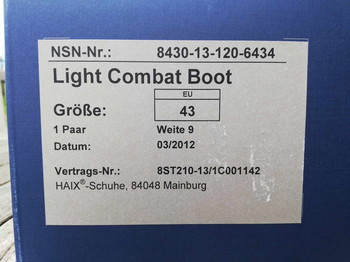 NSN-Nr.: 8430-13-120-6434
Light Combat Boot
EU
Größe: 43
1 Paar Weite 9
Datum: 03/2012
Vertrags-Nr.: 8ST210-13/1C001142
HAIX®-Schuhe, 84048 Mainburg